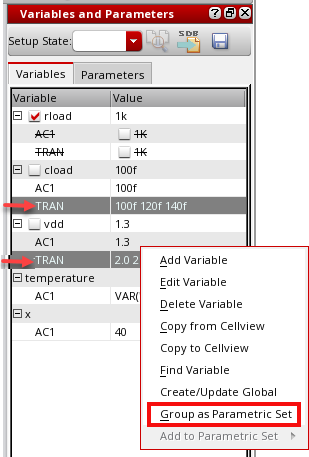 Variables and Parameters
Setup State:
SDB
Variables Parameters
Variable Value
rload 1k
AC1 1K
TRAN 1K
cload 100f
AC1 100f
TRAN 100f 120f 140f
vdd 1.3
AC1 1.3
TRAN 2.0 2
temperature
AC1 VAR(
x
AC1 40
Add Variable
Edit Variable
Delete Variable
Copy from Cellview
Copy to Cellview
Find Variable
Create/Update Global
Group as Parametric Set
Add to Parametric Set